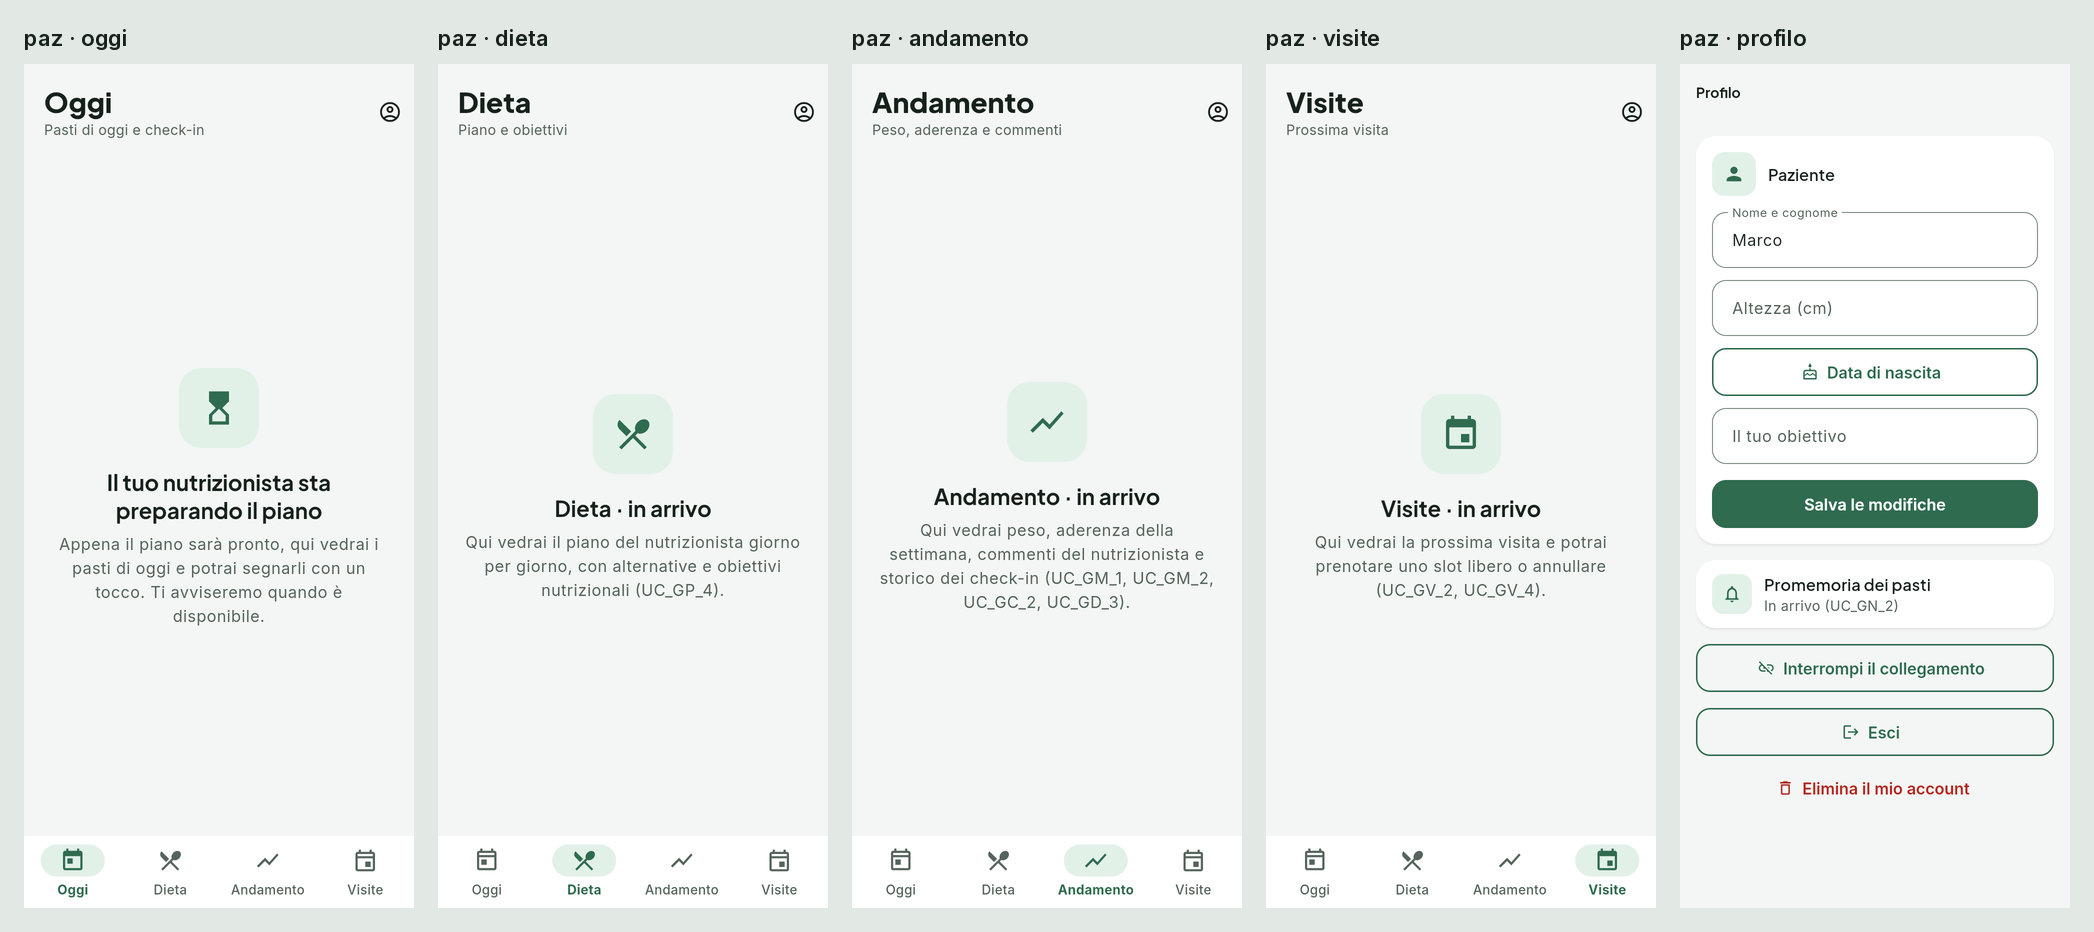 paz · oggi
Oggi
Pasti di oggi e check-in
Il tuo nutrizionista sta
preparando il piano
Appena il piano sarà pronto, qui vedrai i
pasti di oggi e potrai segnarli con un
tocco. Ti avviseremo quando è
disponibile.
Oggi
Dieta
Andamento
Visite
paz · dieta
Dieta
Piano e obiettivi
Dieta · in arrivo
Qui vedrai il piano del nutrizionista giorno
per giorno, con alternative e obiettivi
nutrizionali (UC_GP_4).
Oggi
Dieta
Andamento
Visite
paz · andamento
Andamento
Peso, aderenza e commenti
Andamento · in arrivo
Qui vedrai peso, aderenza della
settimana, commenti del nutrizionista e
storico dei check-in (UC_GM_1, UC_GM_2,
UC_GC_2, UC_GD_3).
Oggi
Dieta
Andamento
Visite
paz · visite
Visite
Prossima visita
Visite · in arrivo
Qui vedrai la prossima visita e potrai
prenotare uno slot libero o annullare
(UC_GV_2, UC_GV_4).
Oggi
Dieta
Andamento
Visite
paz · profilo
Profilo
Paziente
Nome e cognome
Marco
Altezza (cm)
Data di nascita
Il tuo obiettivo
Salva le modifiche
Promemoria dei pasti
In arrivo (UC_GN_2)
Interrompi il collegamento
Esci
Elimina il mio account